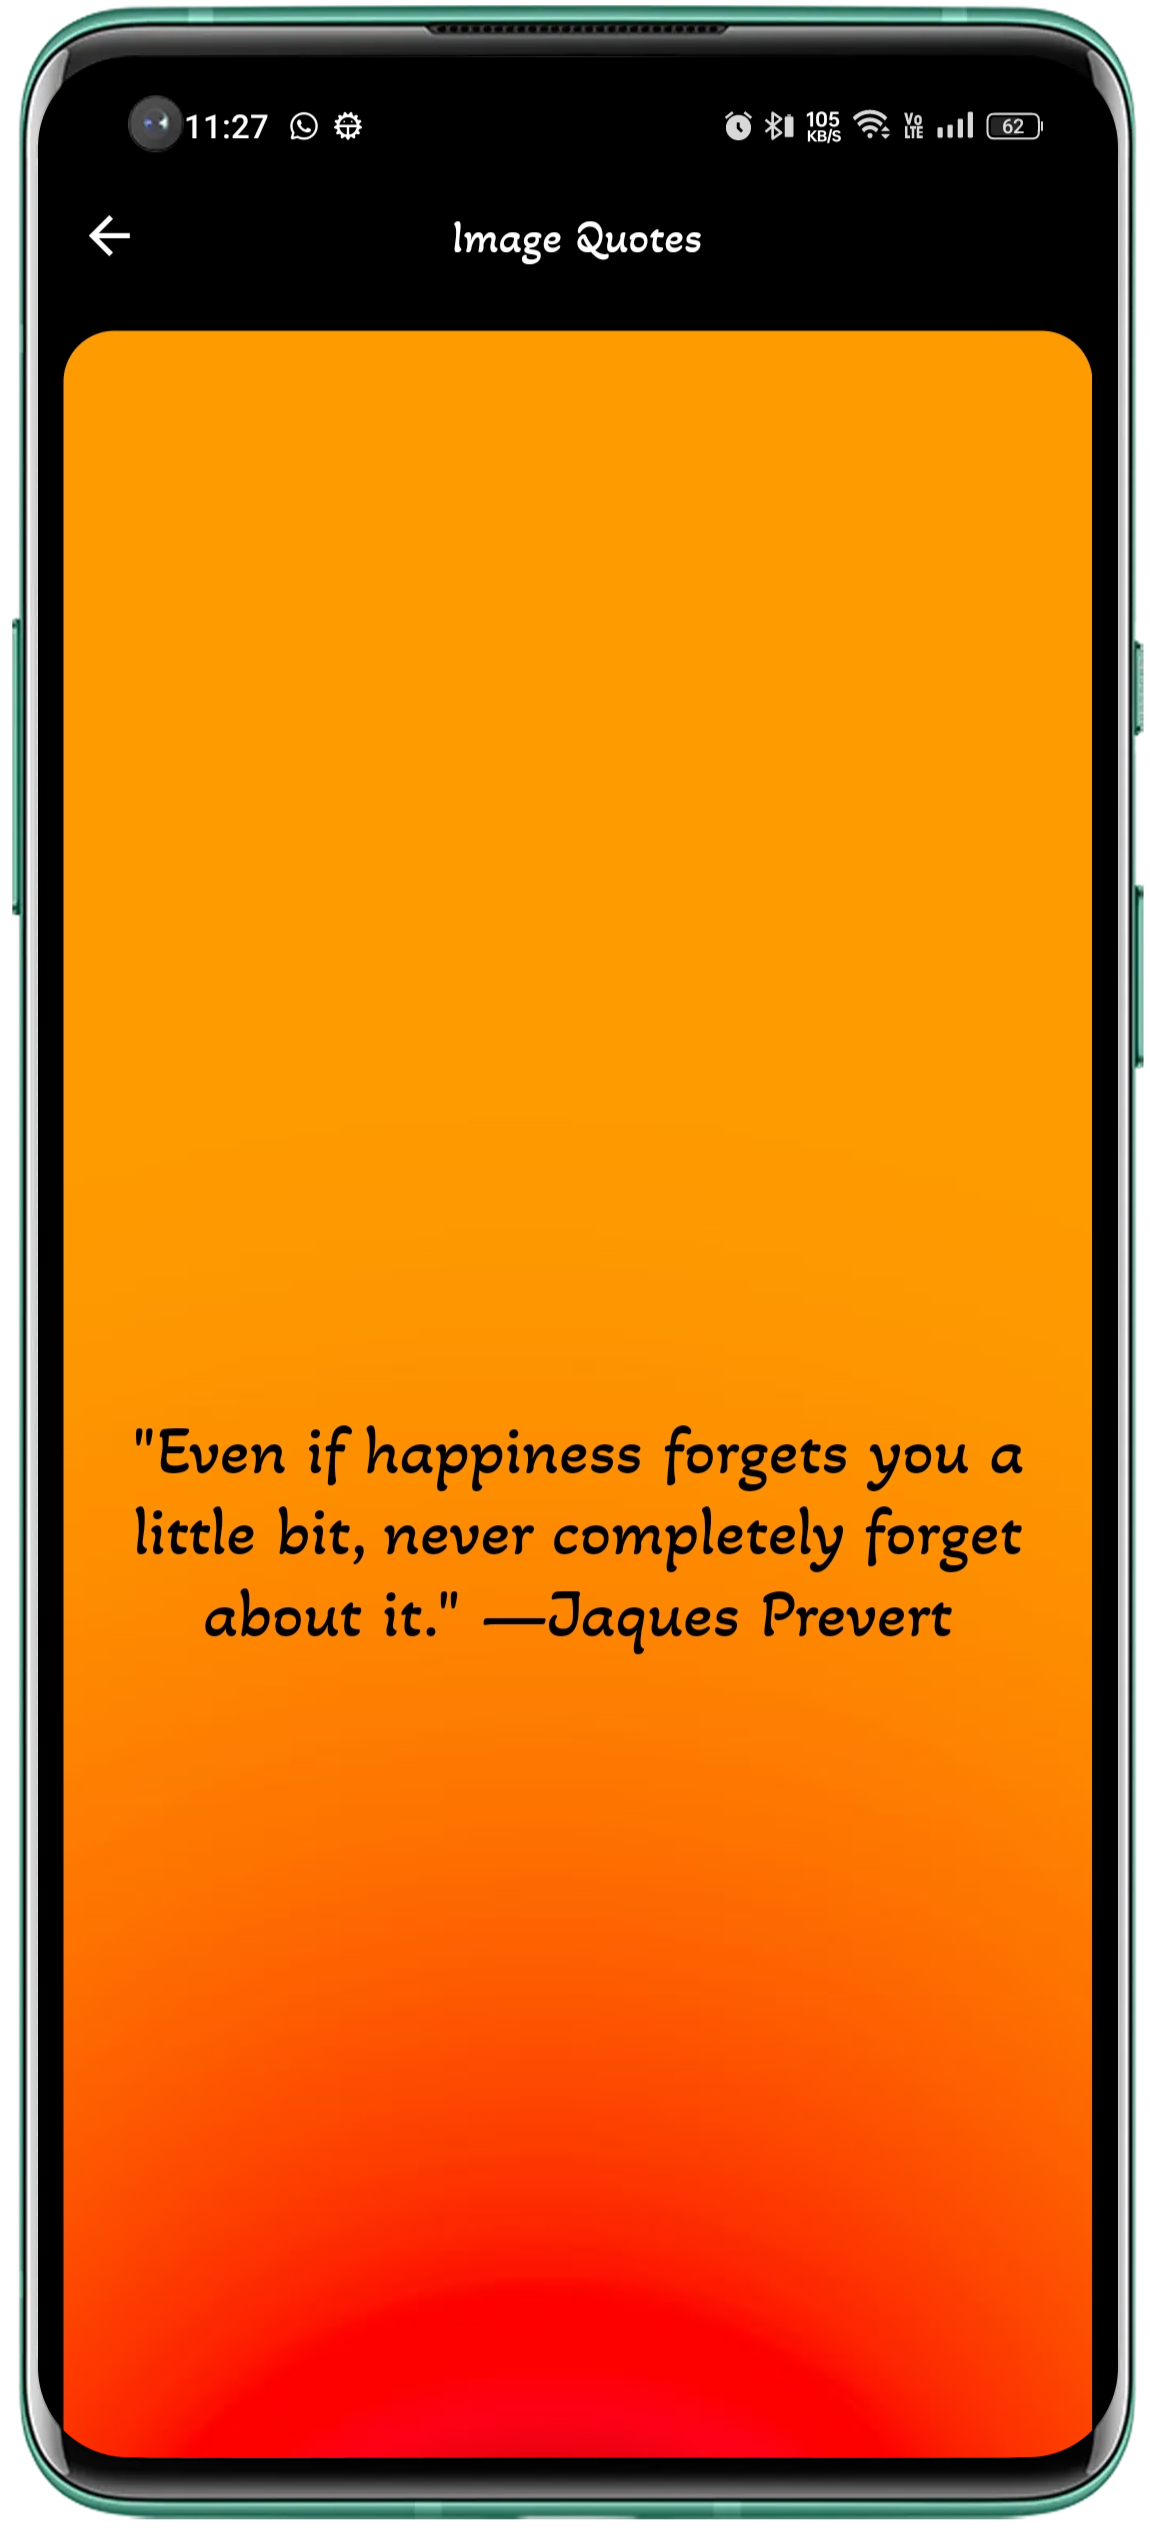 11:27 105 KB/S Vo LTE 62
Image Quotes
"Even if happiness forgets you a
little bit, never completely forget
about it." —Jaques Prevert